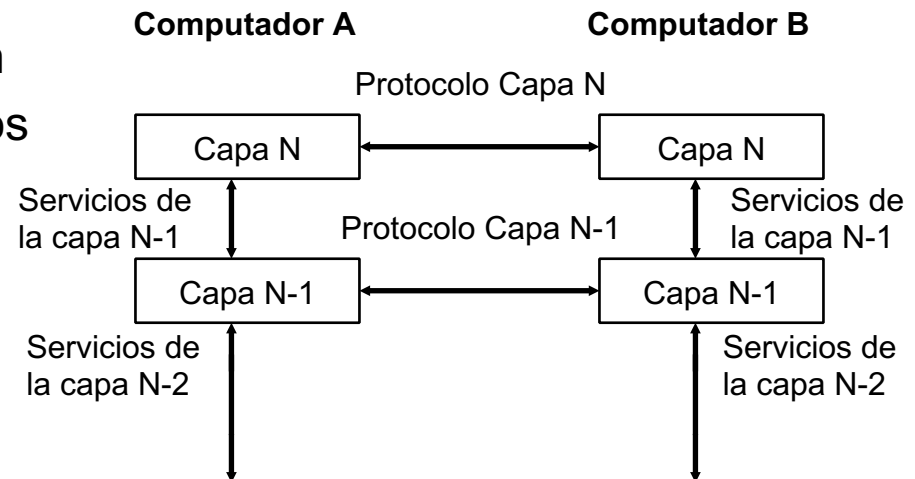 Computador A
Computador B
Protocolo Capa N
Capa N
Capa N
Servicios de
la capa N-1
Protocolo Capa N-1
Servicios de
la capa N-1
Capa N-1
Capa N-1
Servicios de
la capa N-2
Servicios de
la capa N-2